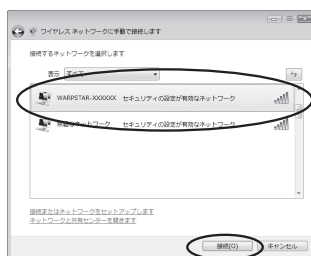 ワイヤレス ネットワークに手動で接続します
接続するネットワークを選択します
表示 すべて
WARPSTAR-XXXXXX セキュリティの設定が有効なネットワーク
ネットワーク セキュリティの設定が有効なネットワーク
接続またはネットワークをセットアップします
ネットワークと共有センターを開きます
接続(O) キャンセル